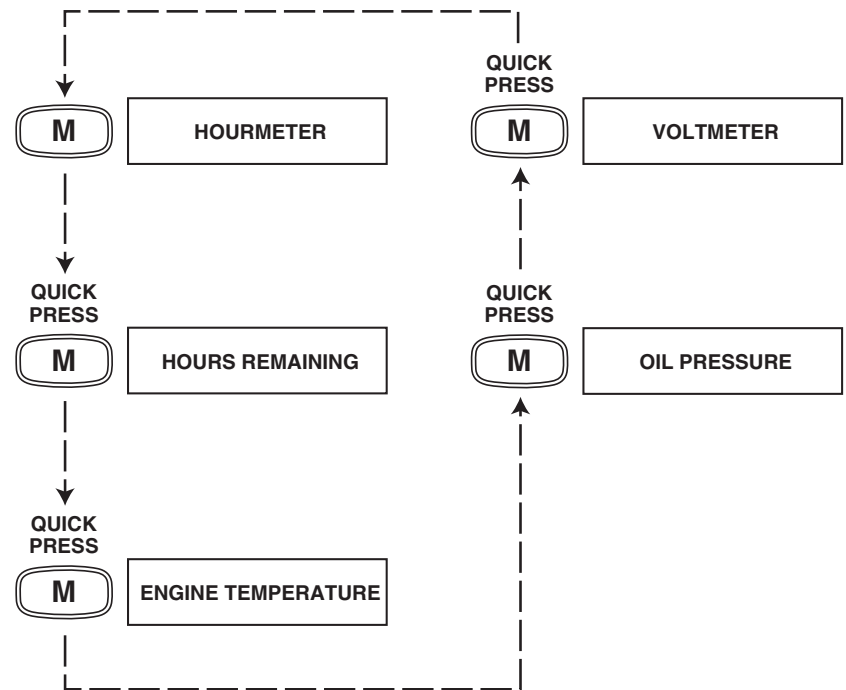 M
HOURMETER
QUICK
PRESS
M
HOURS REMAINING
QUICK
PRESS
M
ENGINE TEMPERATURE
QUICK
PRESS
M
OIL PRESSURE
QUICK
PRESS
M
VOLTMETER